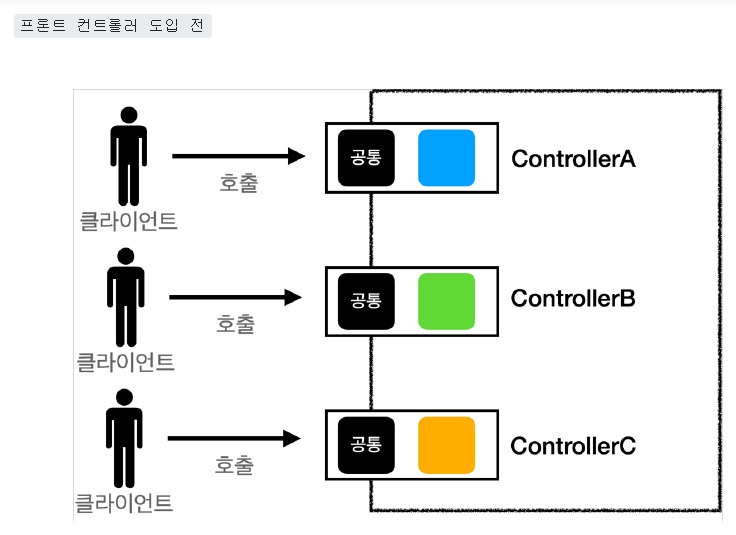 프론트 컨트롤러 도입 전
공통
ControllerA
호출
클라이언트
공통
ControllerB
호출
클라이언트
공통
ControllerC
호출
클라이언트